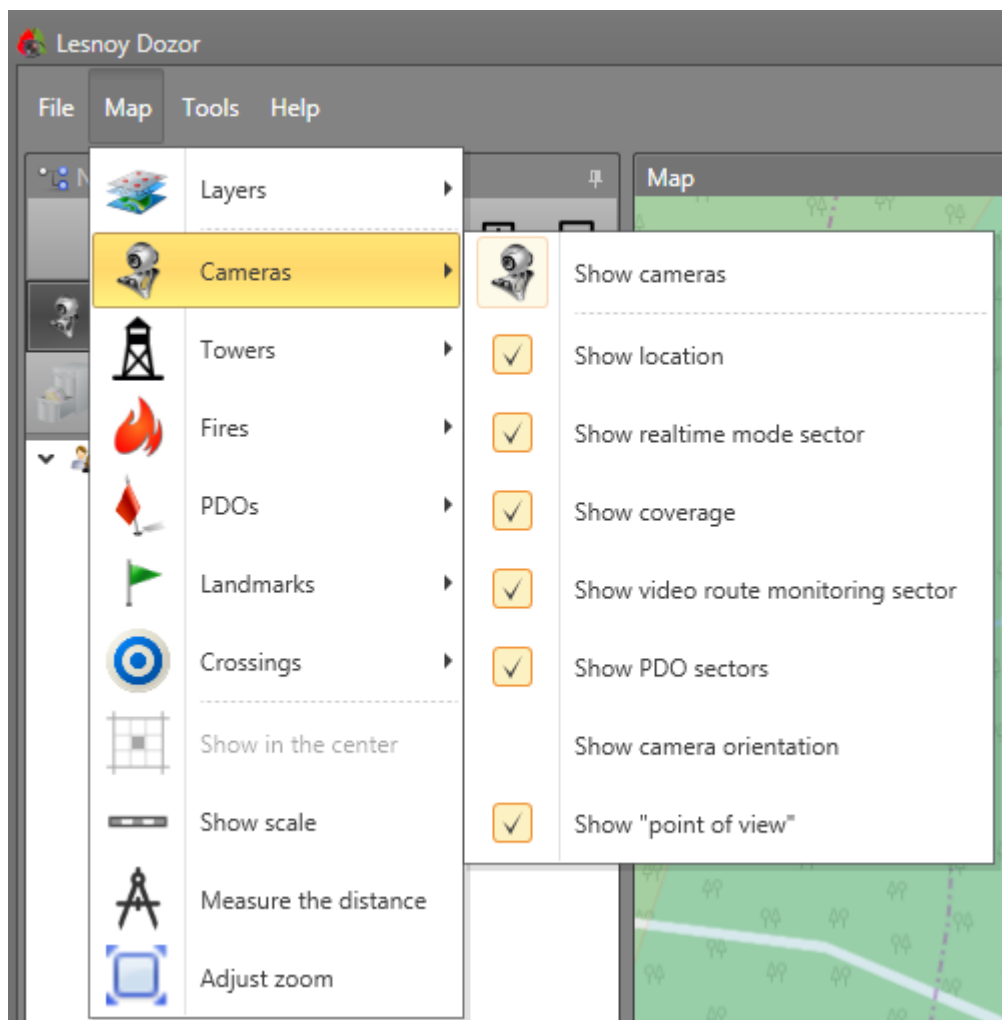 Lesnoy Dozor
File Map Tools Help
Map
Layers
Cameras
Towers
Fires
PDOs
Landmarks
Crossings
Show in the center
Show scale
Measure the distance
Adjust zoom
Show cameras
Show location
Show realtime mode sector
Show coverage
Show video route monitoring sector
Show PDO sectors
Show camera orientation
Show "point of view"